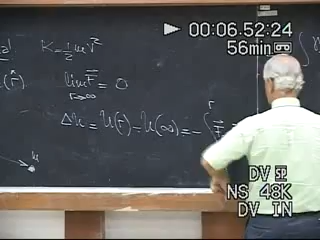 ▶ 00:06.52:24
56min
K = ½mv²
(r̂)
lim F⃗ = 0
r→∞
ΔU = U(r) = U(∞) = -∫ʳ F⃗ =
DV SP
NS 48K
DV IN